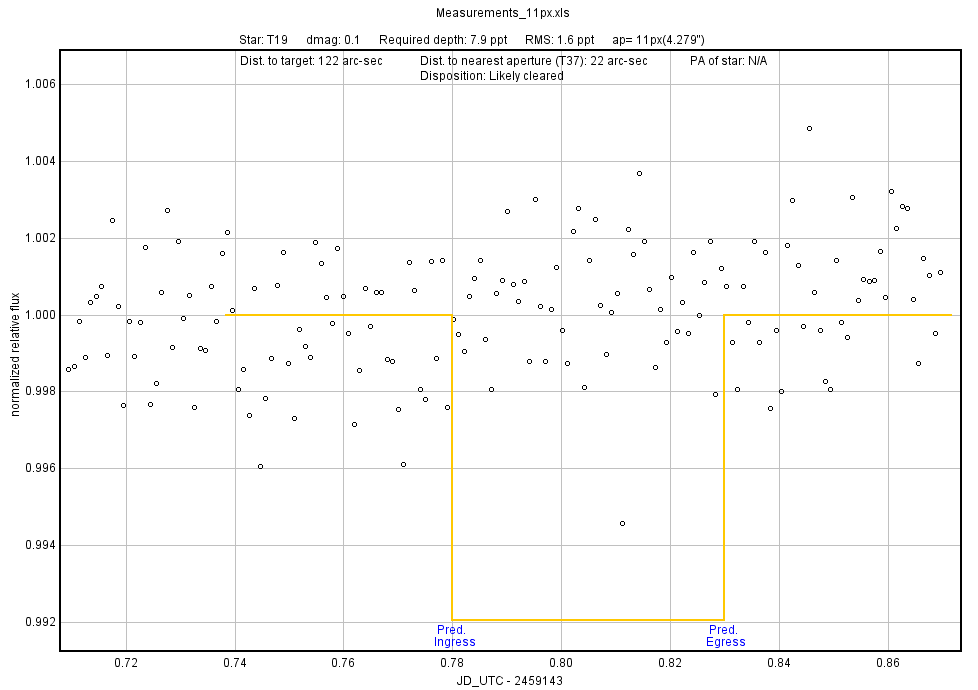 Measurements_11px.xls
Star: T19 dmag: 0.1 Required depth: 7.9 ppt RMS: 1.6 ppt ap= 11px(4.279")
Dist. to target: 122 arc-sec Dist. to nearest aperture (T37): 22 arc-sec PA of star: N/A
Disposition: Likely cleared
1.006
1.004
1.002
1.000
0.998
0.996
0.994
0.992
normalized relative flux
Pred.
Ingress
Pred.
Egress
0.72 0.74 0.76 0.78 0.80 0.82 0.84 0.86
JD_UTC - 2459143